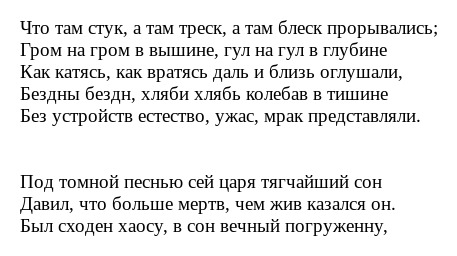 Что там стук, а там треск, а там блеск прорывались;
Гром на гром в вышине, гул на гул в глубине
Как катясь, как вратясь даль и близь оглушали,
Бездны бездн, хляби хлябь колебав в тишине
Без устройств естество, ужас, мрак представляли.
Под томной песнью сей царя тягчайший сон
Давил, что больше мертв, чем жив казался он.
Был сходен хаосу, в сон вечный погруженну,